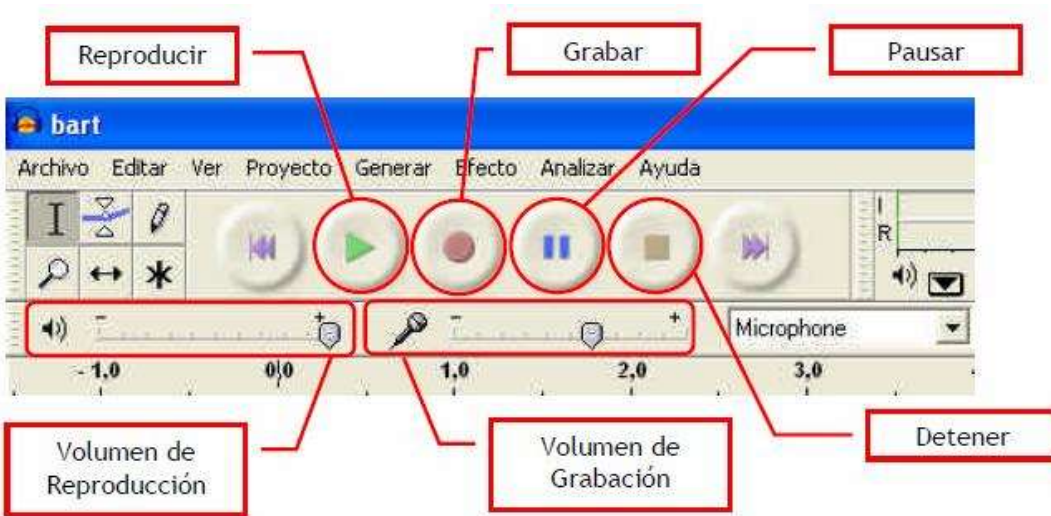 Reproducir
Grabar
Pausar
bart
Archivo Editar Ver Proyecto Generar Efecto Analizar Ayuda
I
R
- + - + Microphone
- 1,0 0,0 1,0 2,0 3,0
Volumen de
Reproducción
Volumen de
Grabación
Detener